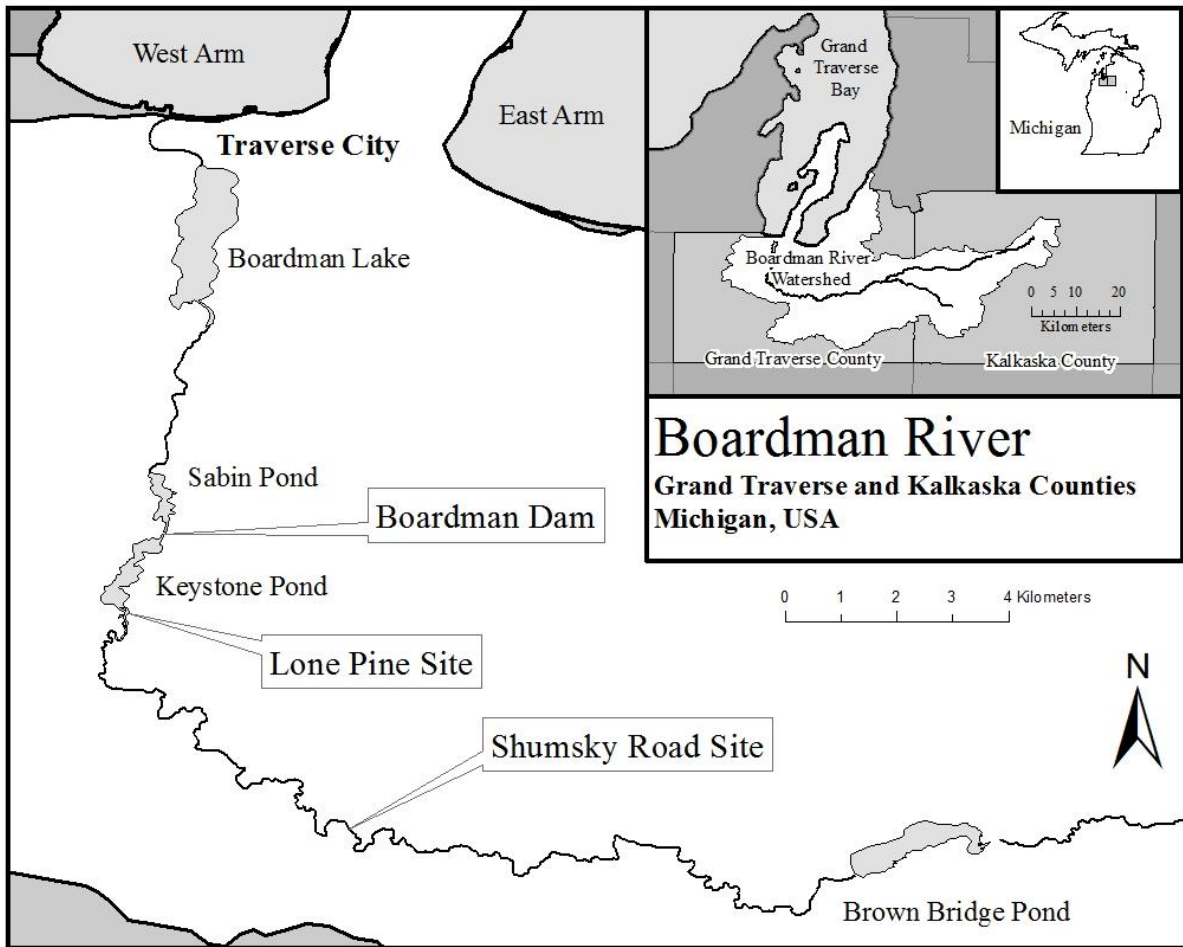 West Arm
East Arm
Traverse City
Boardman Lake
Sabin Pond
Boardman Dam
Keystone Pond
Lone Pine Site
Shumsky Road Site
Brown Bridge Pond
Grand
Traverse
Bay
Michigan
Boardman River
Watershed
0 5 10 20
Kilometers
Grand Traverse County
Kalkaska County
Boardman River
Grand Traverse and Kalkaska Counties
Michigan, USA
0 1 2 3 4 Kilometers
N